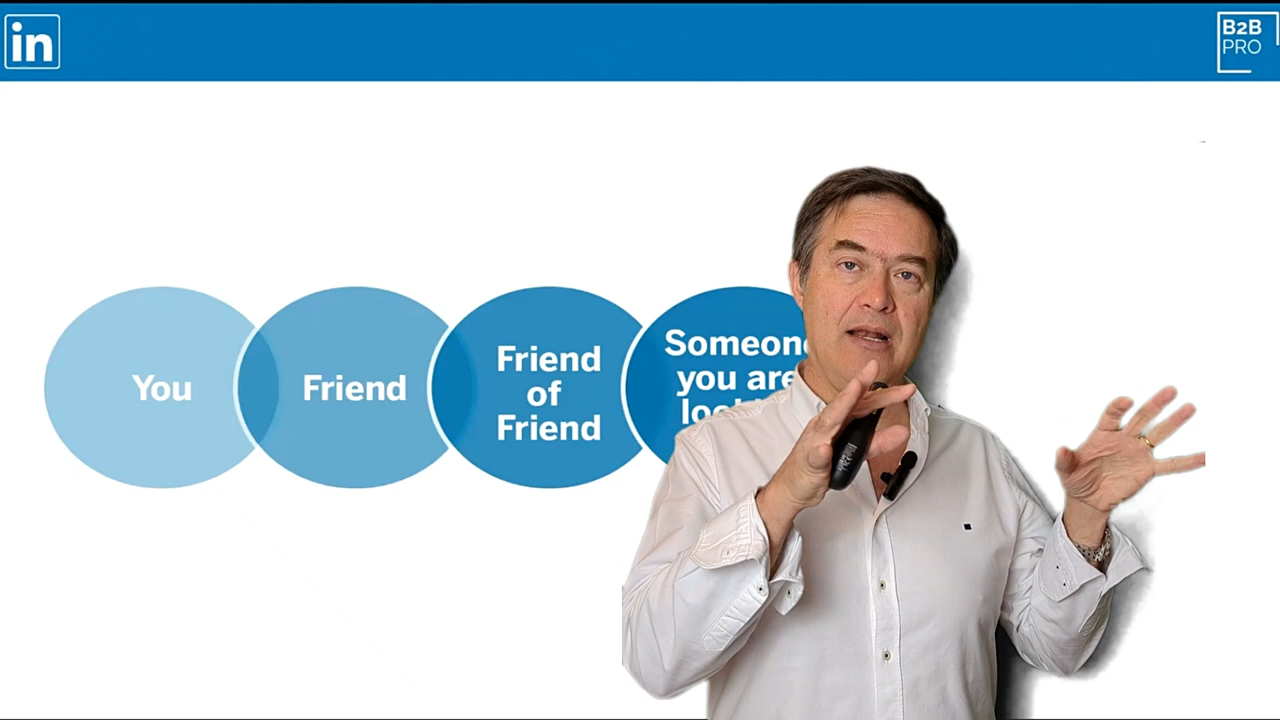 in
B2B
PRO
You
Friend
Friend
of
Friend
Someone
you are